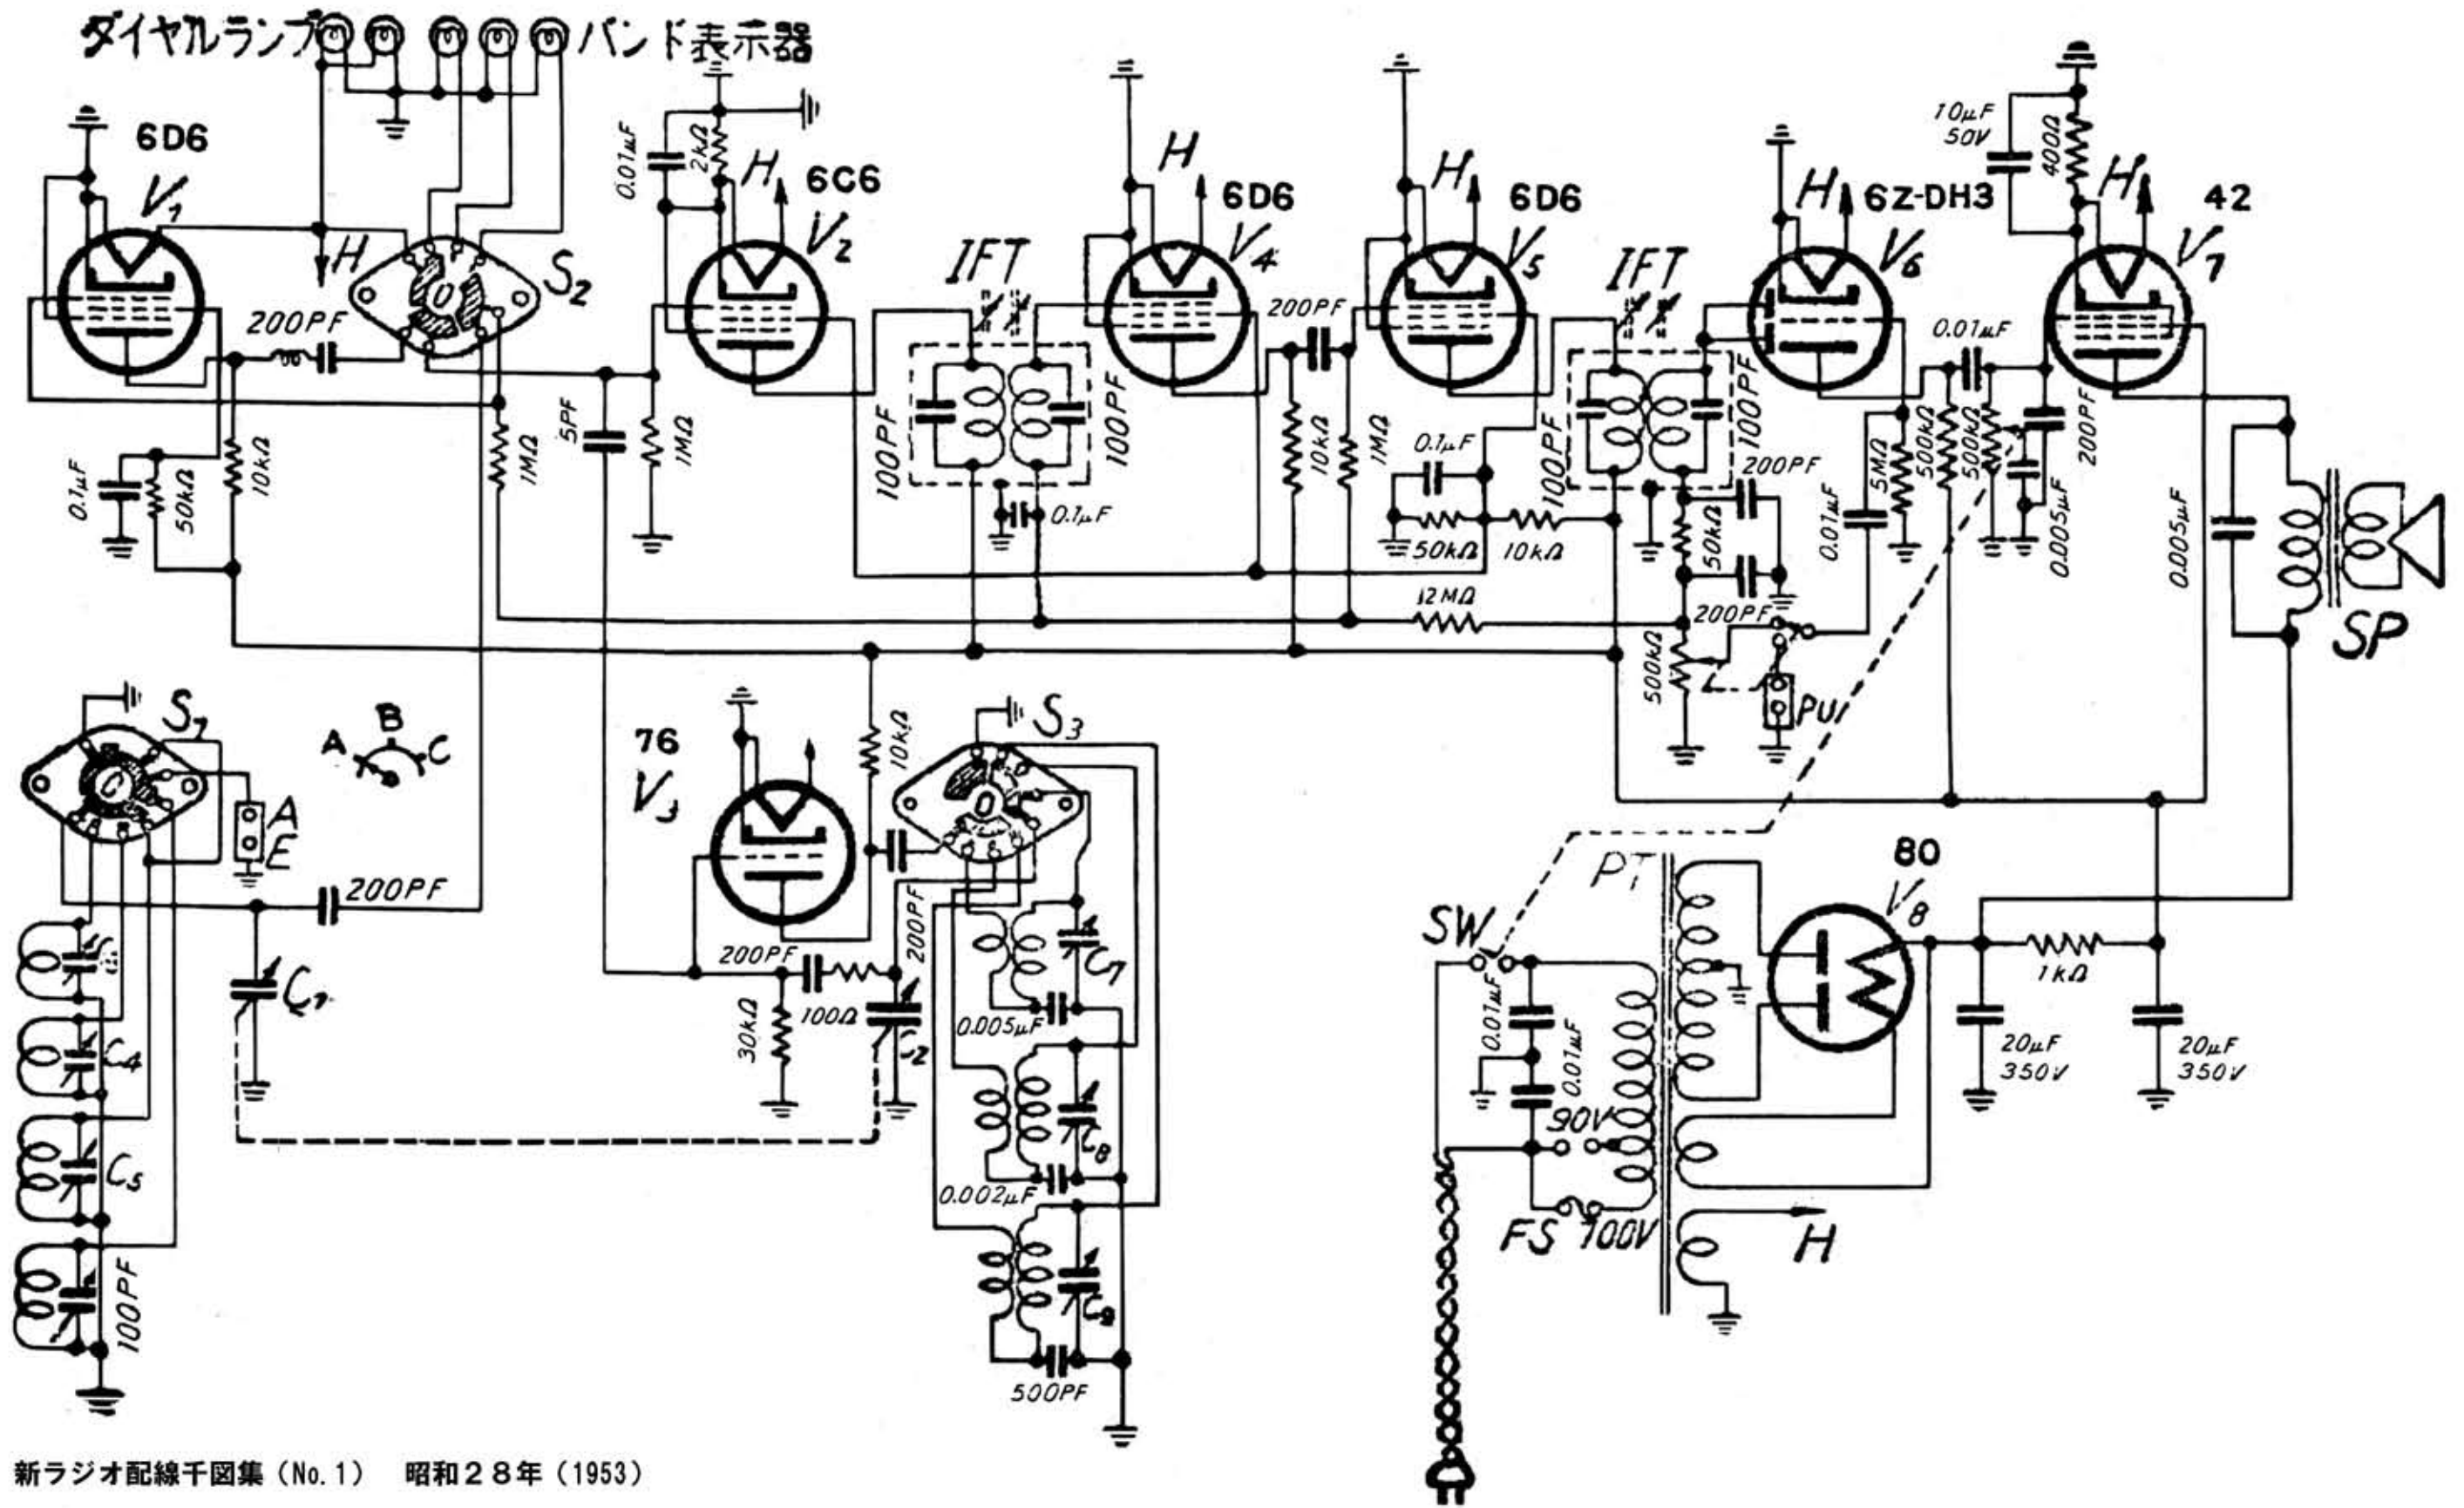 ダイヤルランプ
バンド表示器
6D6
V1
H
S2
200PF
0.1μF
50kΩ
10kΩ
1MΩ
5PF
1MΩ
0.01μF
2kΩ
H
6C6
V2
IFT
100PF
100PF
0.1μF
H
6D6
V4
200PF
10kΩ
1MΩ
H
6D6
V5
0.1μF
50kΩ
10kΩ
12MΩ
IFT
100PF
100PF
200PF
50kΩ
200PF
500kΩ
PU
H
6Z-DH3
V6
0.01μF
5MΩ
500kΩ
500kΩ
0.01μF
0.005μF
200PF
10μF
50V
400Ω
H
42
V7
0.005μF
SP
S1
A
B
C
A
E
200PF
C1
C4
C5
100PF
76
V3
10kΩ
S3
200PF
200PF
100Ω
30kΩ
C2
C7
0.005μF
C8
0.002μF
C9
500PF
PT
80
V8
SW
0.01μF
0.01μF
90V
FS
100V
H
1kΩ
20μF
350V
20μF
350V
新ラジオ配線千図集(No.1) 昭和28年(1953)